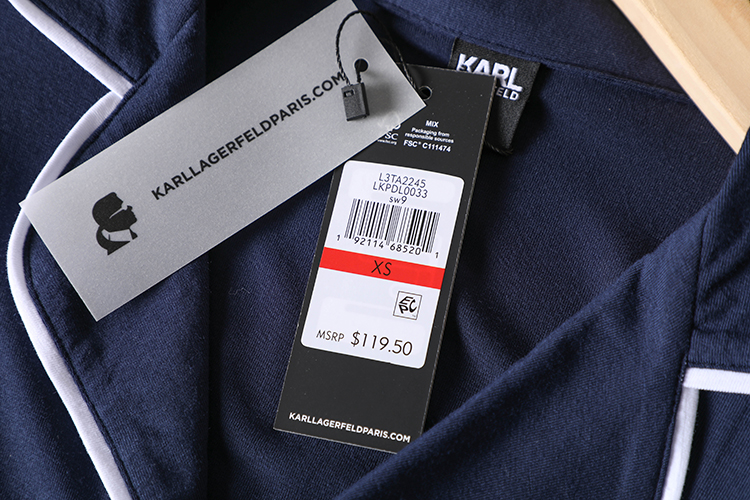 KARLLAGERFELDPARIS.COM
KARL
FELD
MIX
Packaging from
responsible sources
FSC® C111474
L3TA2245
LKPDL0033
sw9
1 92114 68520 1
XS
EPC
MSRP $119.50
KARLLAGERFELDPARIS.COM